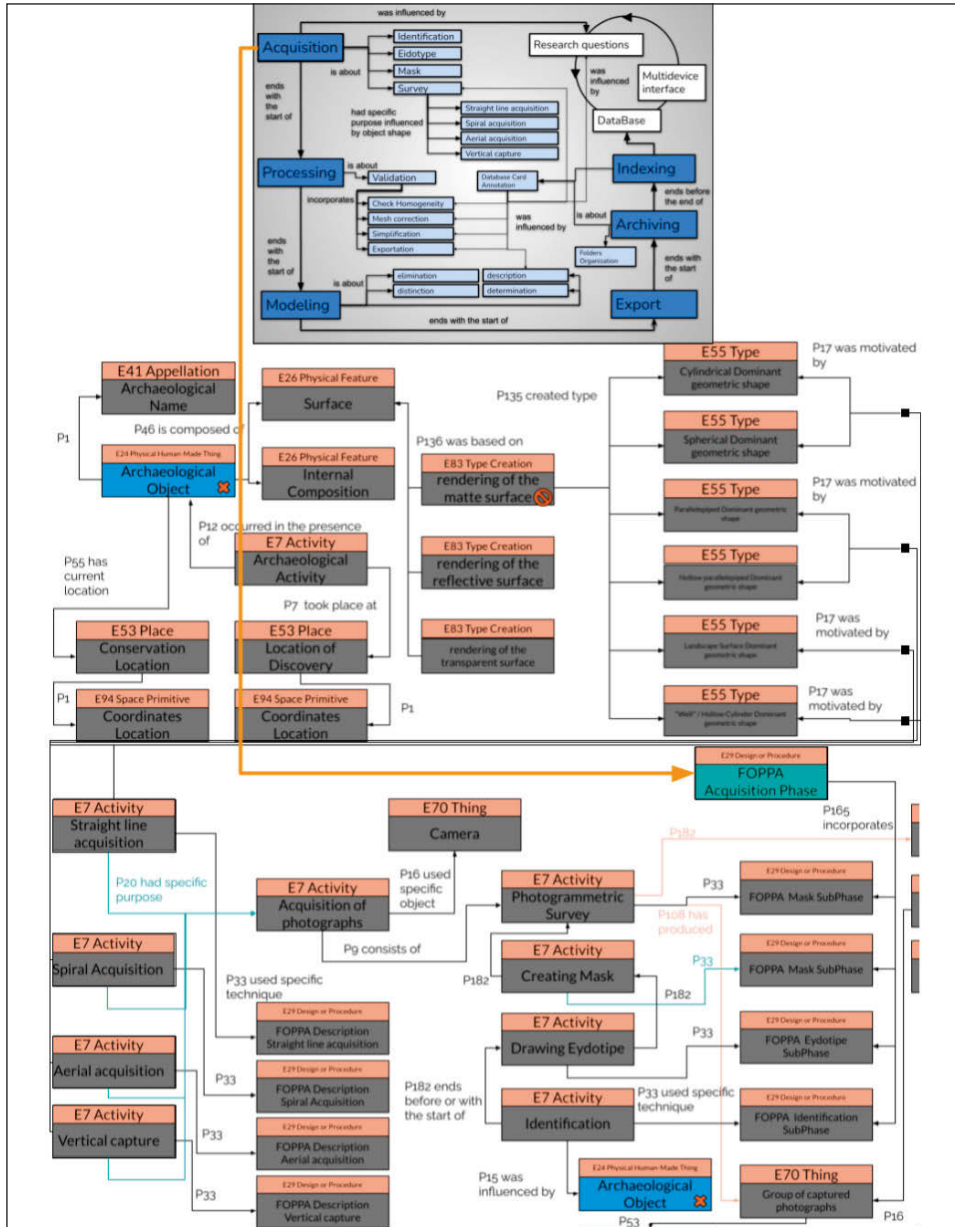 was influenced by
Acquisition
Identification
Eidotype
is about
Mask
Survey
Research questions
was
influenced
by
Multidevice
interface
DataBase
ends
with
the
start of
had specific
purpose influenced
by object shape
Straight line acquisition
Spiral acquisition
Aerial acquisition
Vertical capture
Processing
is about
Validation
Database Card
Annotation
Indexing
incorporates
Check Homogeneity
Mesh correction
Simplification
Exportation
was
influenced by
is about
ends before
the end of
Archiving
Folders
Organization
ends
with
the
start
of
ends with
the start
of
Modeling
is about
elimination
description
distinction
determination
Export
ends with the start of
E41 Appellation
Archaeological
Name
P1
P46 is composed of
E24 Physical Human-Made Thing
Archaeological
Object
E26 Physical Feature
Surface
E26 Physical Feature
Internal
Composition
P136 was based on
P135 created type
E83 Type Creation
rendering of the
matte surface
E83 Type Creation
rendering of the
reflective surface
E83 Type Creation
rendering of the
transparent surface
E55 Type
Cylindrical Dominant
geometric shape
P17 was motivated
by
E55 Type
Spherical Dominant
geometric shape
E55 Type
Parallelepiped Dominant geometric
shape
P17 was motivated
by
E55 Type
Hollow parallelepiped Dominant
geometric shape
E55 Type
Landscape Surface Dominant
geometric shape
P17 was
motivated by
E55 Type
"Well" / Hollow Cylinder Dominant
geometric shape
P17 was
motivated by
P12 occurred in the presence
of
E7 Activity
Archaeological
Activity
P55 has
current
location
P7 took place at
E53 Place
Conservation
Location
E53 Place
Location of
Discovery
P1
E94 Space Primitive
Coordinates
Location
E94 Space Primitive
Coordinates
Location
P1
E29 Design or Procedure
FOPPA
Acquisition Phase
P165
incorporates
E7 Activity
Straight line
acquisition
E70 Thing
Camera
P182
P20 had specific
purpose
E7 Activity
Acquisition of
photographs
P16 used
specific
object
P9 consists of
E7 Activity
Photogrammetric
Survey
P33
E29 Design or Procedure
FOPPA Mask SubPhase
P108 has
produced
E7 Activity
Spiral Acquisition
P33 used specific
technique
P182
E7 Activity
Creating Mask
P33
P182
E29 Design or Procedure
FOPPA Mask SubPhase
E29 Design or Procedure
FOPPA Description
Straight line acquisition
E7 Activity
Drawing Eydotipe
P33
E29 Design or Procedure
FOPPA Eydotipe
SubPhase
E7 Activity
Aerial acquisition
P33
E29 Design or Procedure
FOPPA Description
Spiral Acquisition
P182 ends
before or with
the start of
E7 Activity
Identification
P33 used specific
technique
E29 Design or Procedure
FOPPA Identification
SubPhase
E7 Activity
Vertical capture
P33
E29 Design or Procedure
FOPPA Description
Aerial acquisition
P33
E29 Design or Procedure
FOPPA Description
Vertical capture
P15 was
influenced by
E24 Physical Human-Made Thing
Archaeological
Object
E70 Thing
Group of captured
photographs
P53
P16